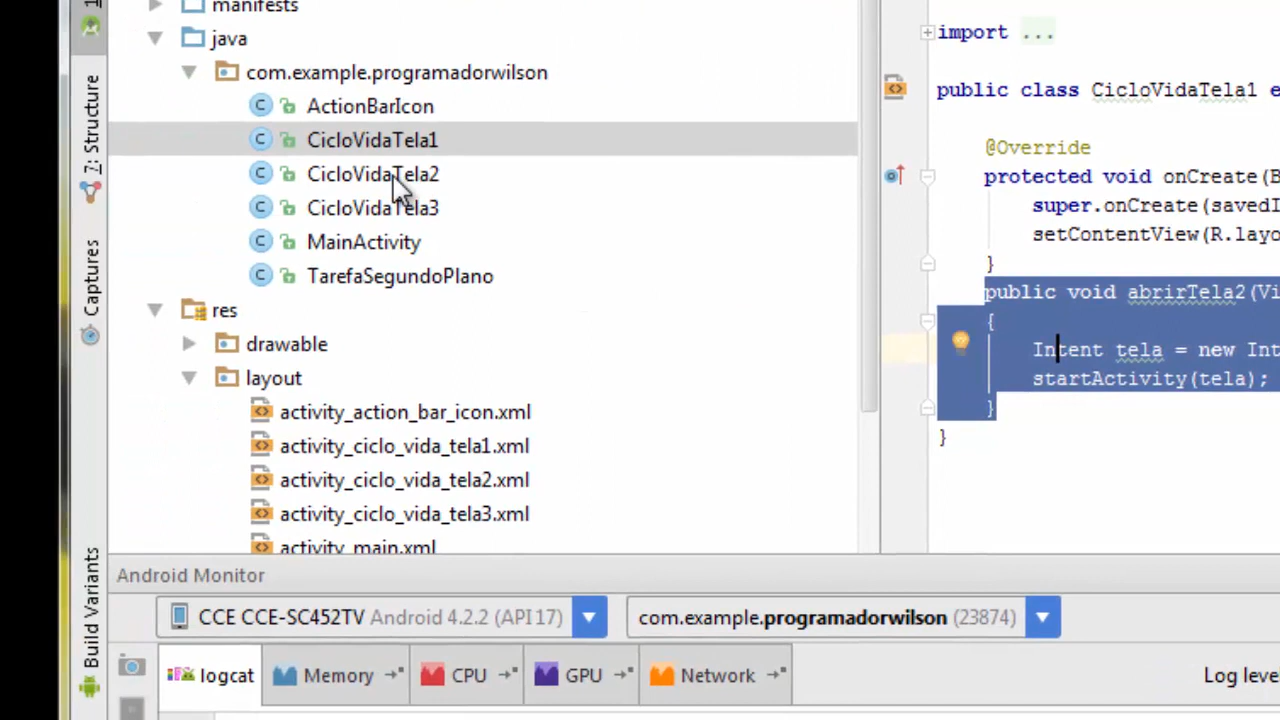 manifests
java
com.example.programadorwilson
ActionBarIcon
CicloVidaTela1
CicloVidaTela2
CicloVidaTela3
MainActivity
TarefaSegundoPlano
res
drawable
layout
activity_action_bar_icon.xml
activity_ciclo_vida_tela1.xml
activity_ciclo_vida_tela2.xml
activity_ciclo_vida_tela3.xml
activity_main.xml
1
7: Structure
Captures
Build Variants
import ...
public class CicloVidaTela1 e
@Override
protected void onCreate(B
super.onCreate(savedI
setContentView(R.layo
}
public void abrirTela2(Vi
{
Intent tela = new Int
startActivity(tela);
}
}
Android Monitor
CCE CCE-SC452TV Android 4.2.2 (API 17)
com.example.programadorwilson (23874)
logcat
Memory
CPU
GPU
Network
Log leve